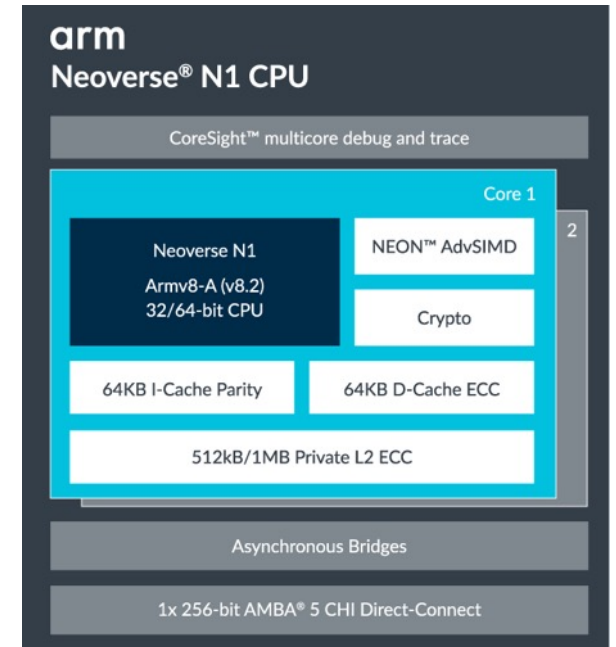 arm
Neoverse® N1 CPU
CoreSight™ multicore debug and trace
Core 1
2
Neoverse N1
Armv8-A (v8.2)
32/64-bit CPU
NEON™ AdvSIMD
Crypto
64KB I-Cache Parity
64KB D-Cache ECC
512kB/1MB Private L2 ECC
Asynchronous Bridges
1x 256-bit AMBA® 5 CHI Direct-Connect